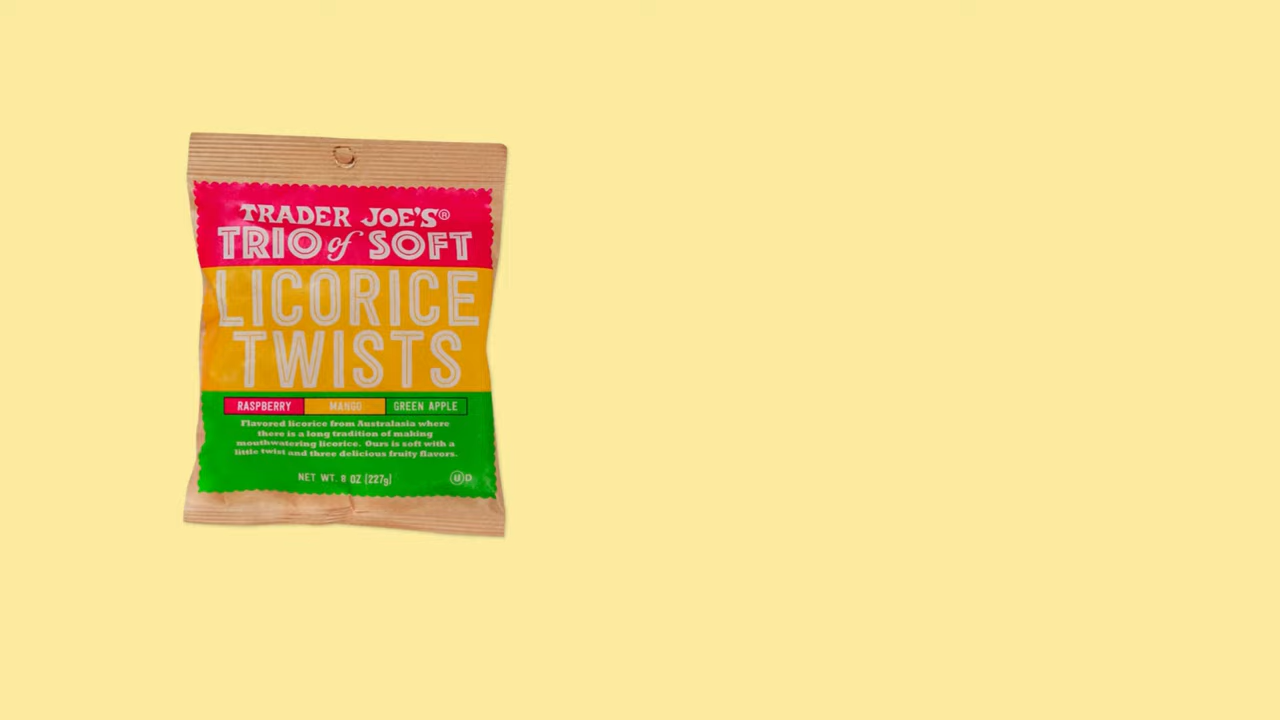 TRADER JOE'S®
TRIO of SOFT
LICORICE
TWISTS
RASPBERRY MANGO GREEN APPLE
Flavored licorice from Australasia where
there is a long tradition of making
mouthwatering licorice. Ours is soft with a
little twist and three delicious fruity flavors.
NET WT. 8 OZ (227g) U D